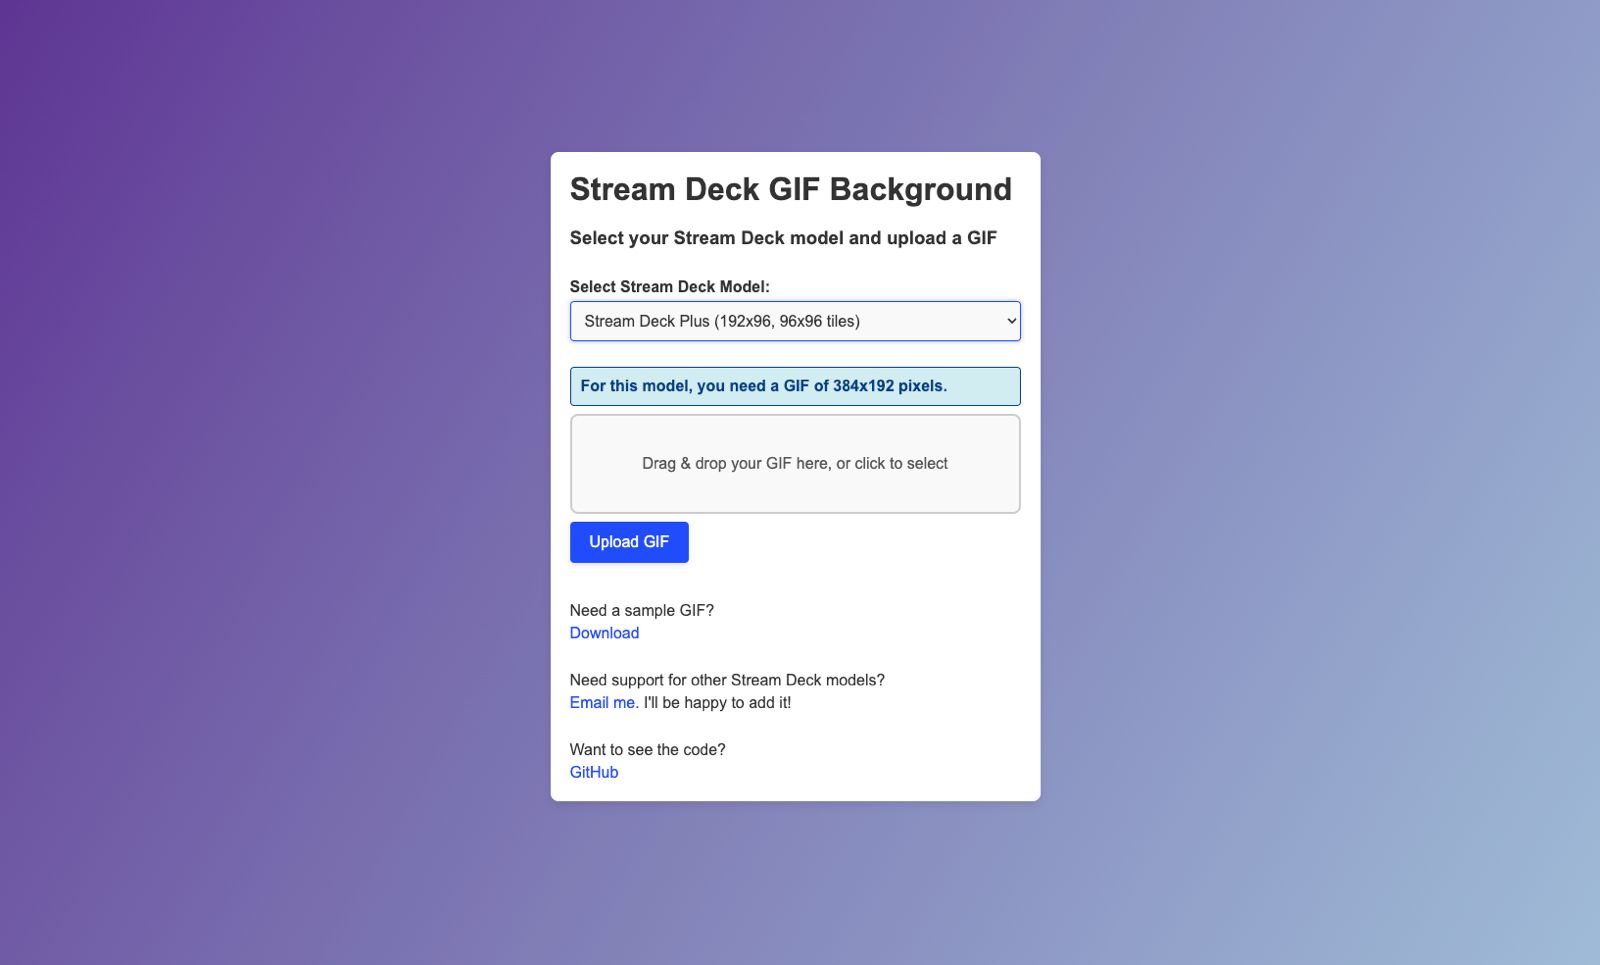 Stream Deck GIF Background
Select your Stream Deck model and upload a GIF
Select Stream Deck Model:
Stream Deck Plus (192x96, 96x96 tiles)
For this model, you need a GIF of 384x192 pixels.
Drag & drop your GIF here, or click to select
Upload GIF
Need a sample GIF?
Download
Need support for other Stream Deck models?
Email me. I'll be happy to add it!
Want to see the code?
GitHub